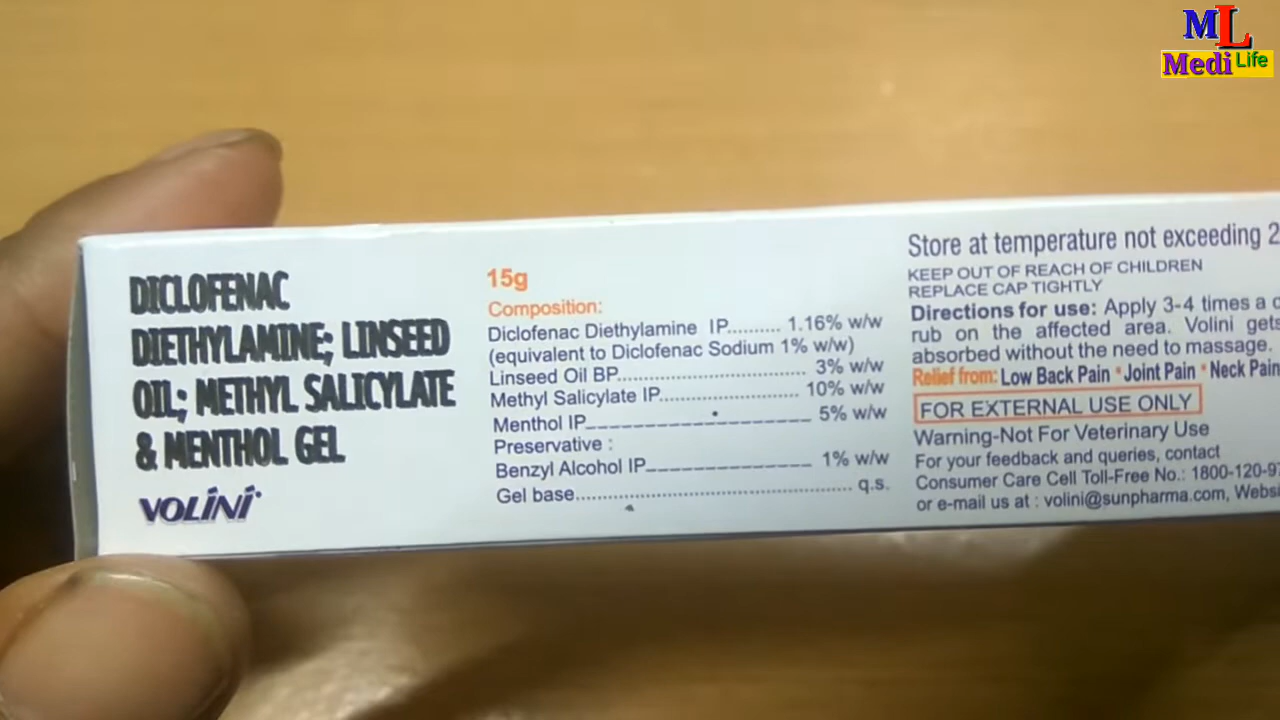 ML
Medi Life
DICLOFENAC
DIETHYLAMINE; LINSEED
OIL; METHYL SALICYLATE
& MENTHOL GEL
VOLINI
15g
Composition:
Diclofenac Diethylamine IP.......... 1.16% w/w
(equivalent to Diclofenac Sodium 1% w/w)
Linseed Oil BP.................................. 3% w/w
Methyl Salicylate IP......................... 10% w/w
Menthol IP____________________ 5% w/w
Preservative :
Benzyl Alcohol IP_______________ 1% w/w
Gel base.................................................. q.s.
Store at temperature not exceeding
KEEP OUT OF REACH OF CHILDREN
REPLACE CAP TIGHTLY
Directions for use: Apply 3-4 times a
rub on the affected area. Volini gets
absorbed without the need to massage.
Relief from: Low Back Pain *Joint Pain *Neck Pain
FOR EXTERNAL USE ONLY
Warning-Not For Veterinary Use
For your feedback and queries, contact
Consumer Care Cell Toll-Free No.: 1800-120-97
or e-mail us at : volini@sunpharma.com,